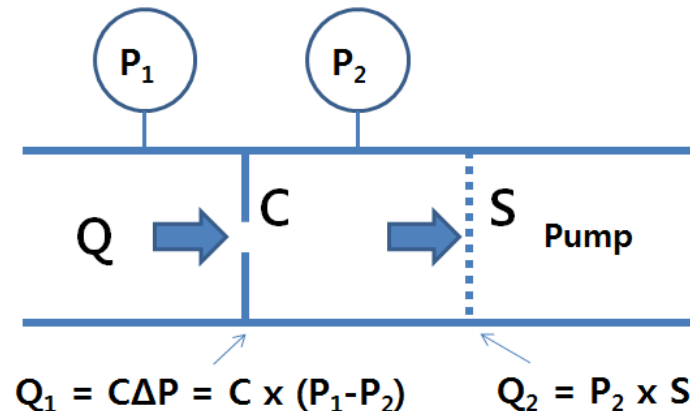 P₁ P₂
Q C S Pump
Q₁ = CΔP = C x (P₁-P₂) Q₂ = P₂ x S